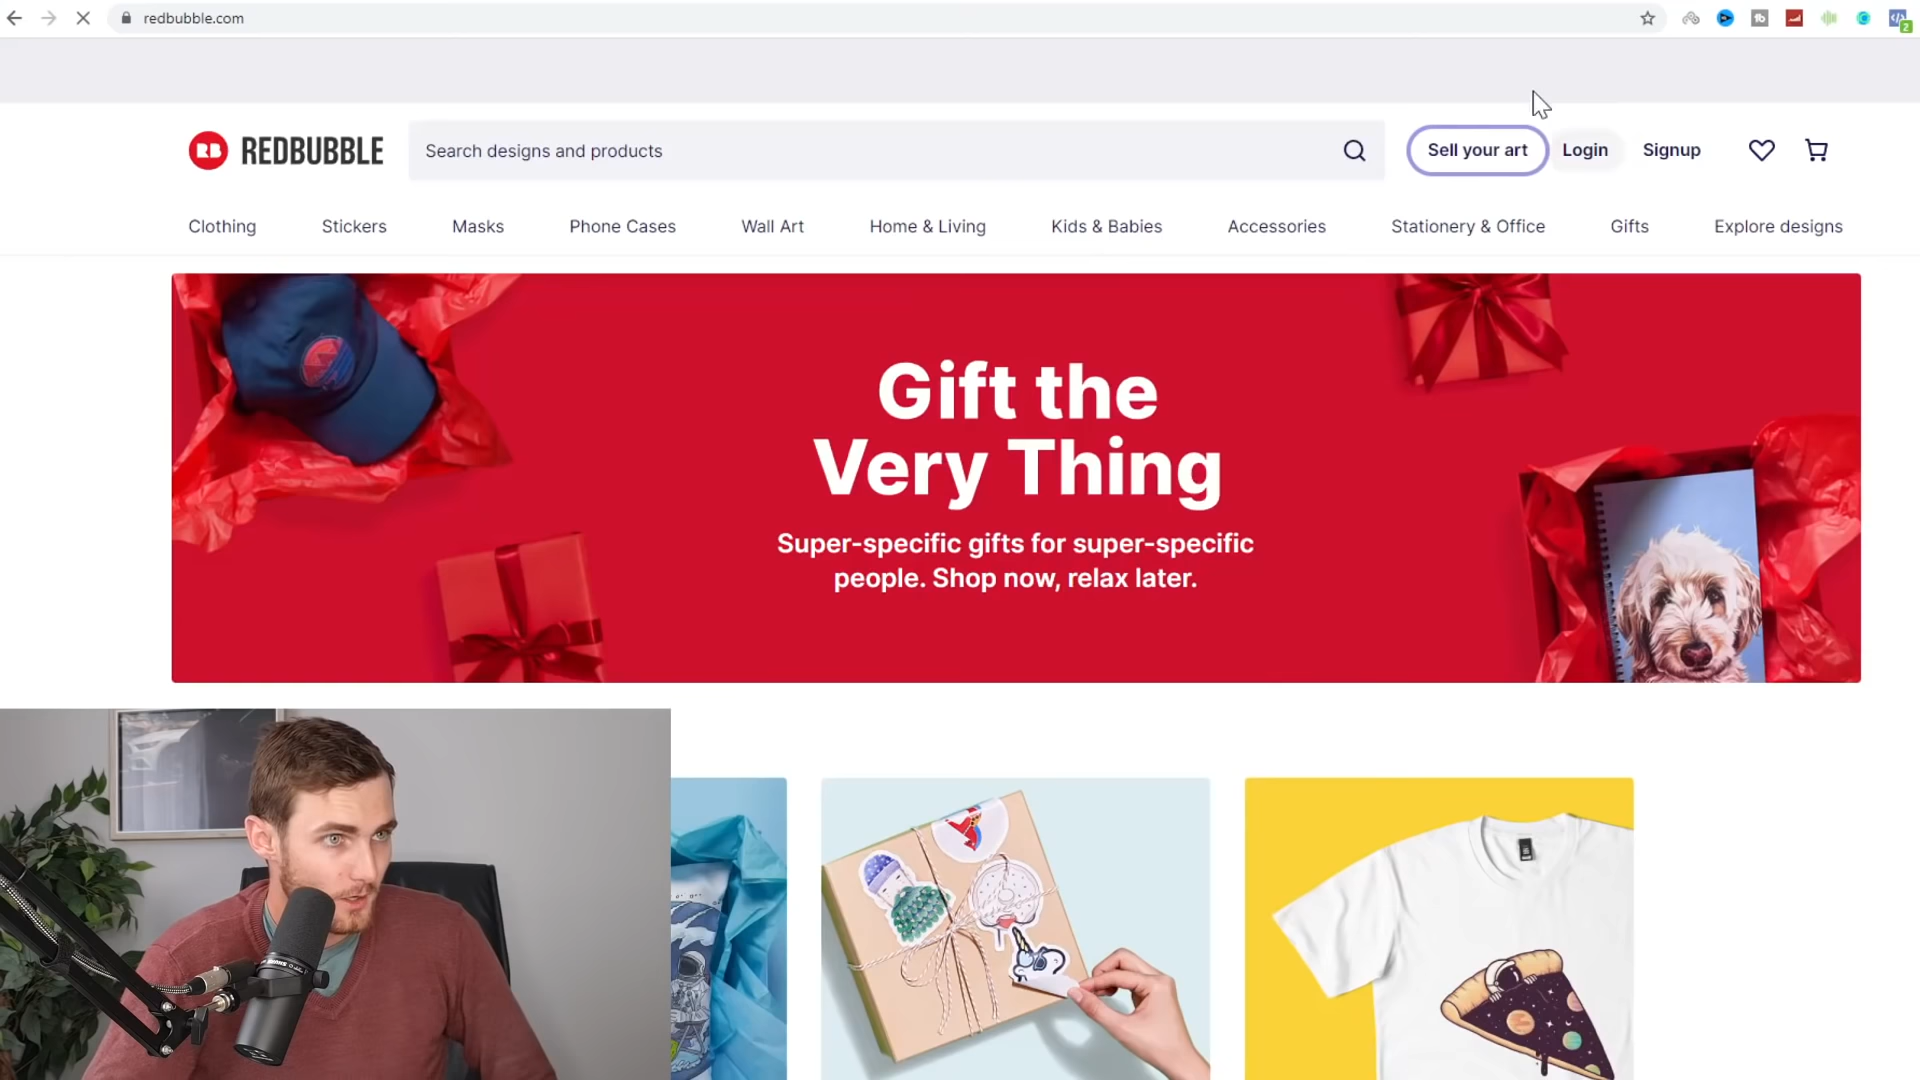 redbubble.com
2
RB REDBUBBLE
Search designs and products
Sell your art
Login
Signup
Clothing
Stickers
Masks
Phone Cases
Wall Art
Home & Living
Kids & Babies
Accessories
Stationery & Office
Gifts
Explore designs
Gift the
Very Thing
Super-specific gifts for super-specific
people. Shop now, relax later.